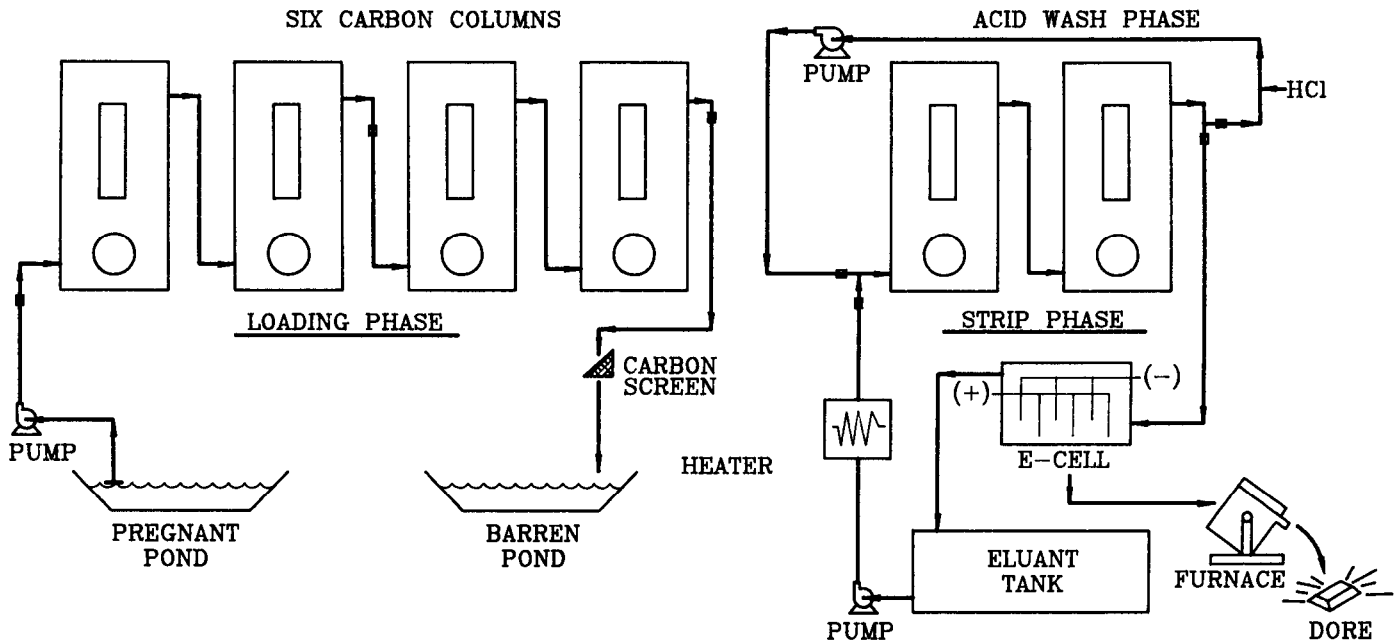 SIX CARBON COLUMNS
ACID WASH PHASE
PUMP
HCl
LOADING PHASE
STRIP PHASE
CARBON
SCREEN
(-)
(+)
PUMP
HEATER
E-CELL
PREGNANT
POND
BARREN
POND
ELUANT
TANK
FURNACE
PUMP
DORE